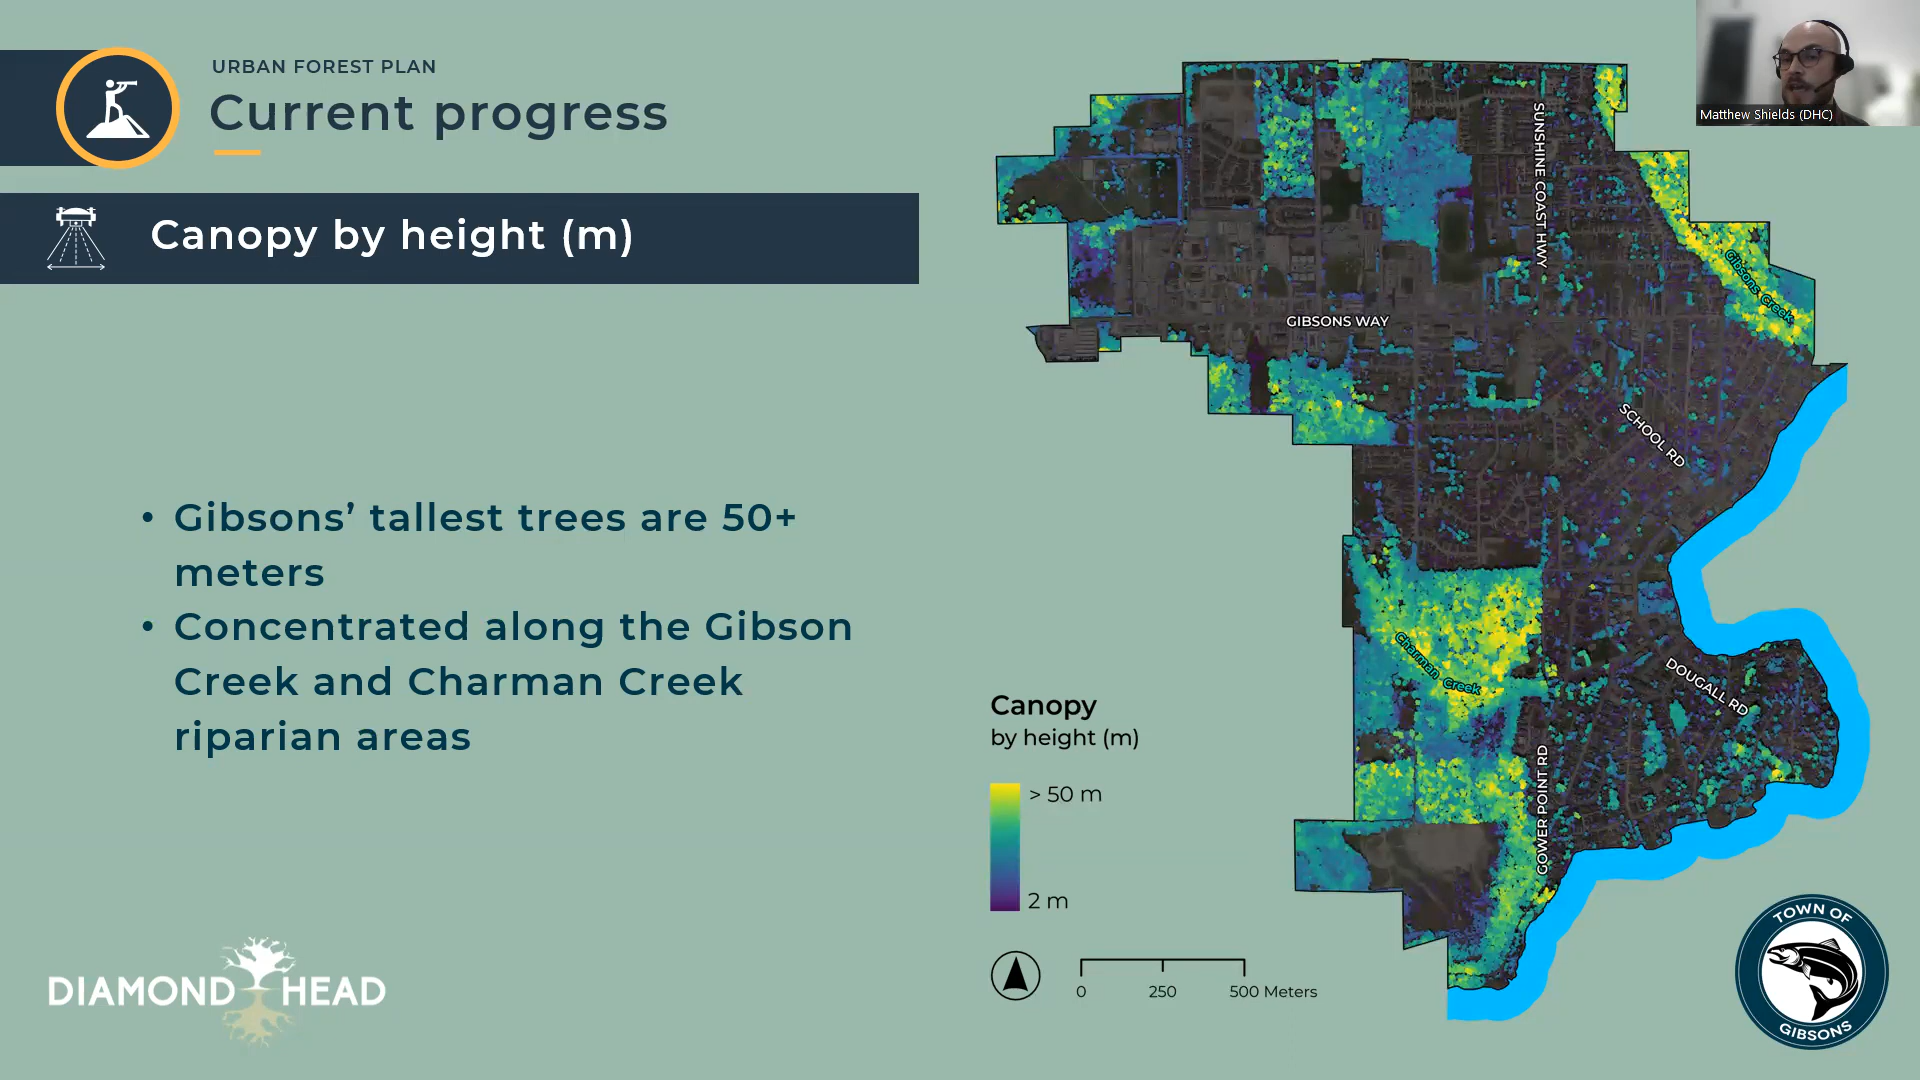 URBAN FOREST PLAN
Current progress
Canopy by height (m)
• Gibsons’ tallest trees are 50+
meters
• Concentrated along the Gibson
Creek and Charman Creek
riparian areas
DIAMOND HEAD
Matthew Shields (DHC)
SUNSHINE COAST HWY
Gibsons Creek
GIBSONS WAY
SCHOOL RD
Charman Creek
DOUGALL RD
GOWER POINT RD
Canopy
by height (m)
> 50 m
2 m
0 250 500 Meters
TOWN OF
GIBSONS